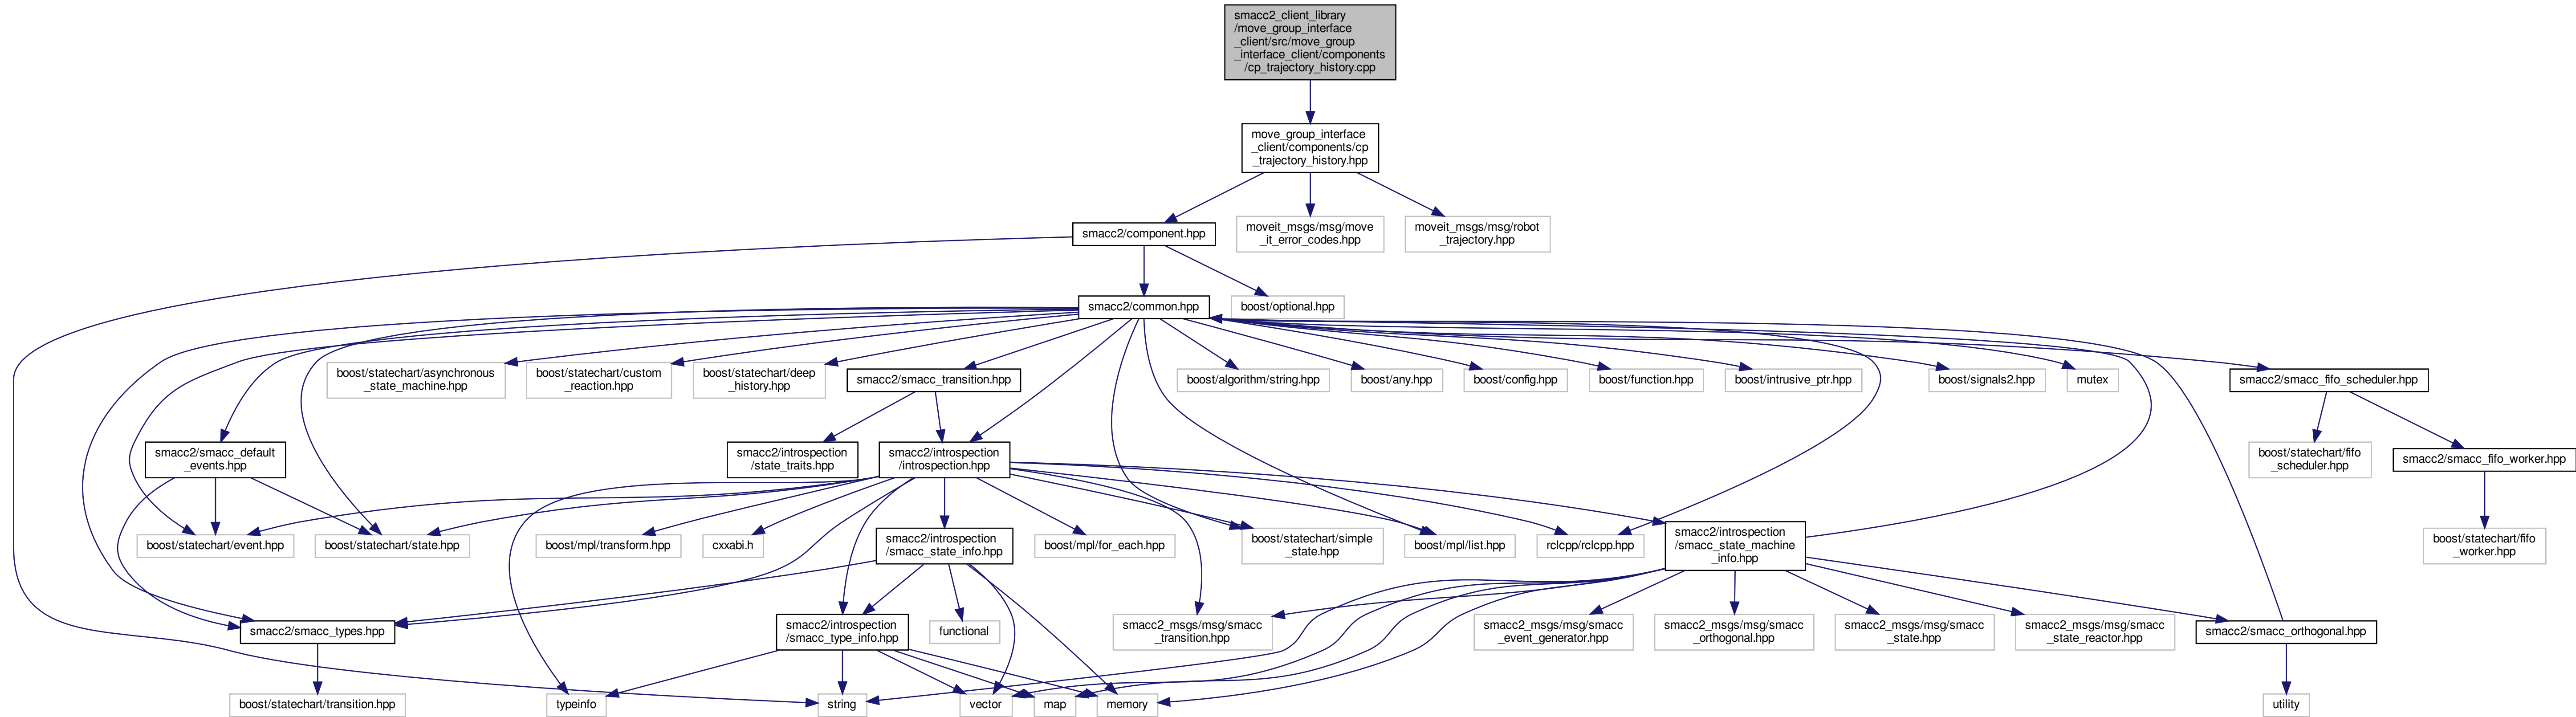 smacc2_client_library
/move_group_interface
_client/src/move_group
_interface_client/components
/cp_trajectory_history.cpp
move_group_interface
_client/components/cp
_trajectory_history.hpp
smacc2/component.hpp
moveit_msgs/msg/move
_it_error_codes.hpp
moveit_msgs/msg/robot
_trajectory.hpp
smacc2/common.hpp
boost/optional.hpp
boost/statechart/asynchronous
_state_machine.hpp
boost/statechart/custom
_reaction.hpp
boost/statechart/deep
_history.hpp
smacc2/smacc_transition.hpp
boost/algorithm/string.hpp
boost/any.hpp
boost/config.hpp
boost/function.hpp
boost/intrusive_ptr.hpp
boost/signals2.hpp
mutex
smacc2/smacc_fifo_scheduler.hpp
smacc2/smacc_default
_events.hpp
smacc2/introspection
/state_traits.hpp
smacc2/introspection
/introspection.hpp
boost/statechart/fifo
_scheduler.hpp
smacc2/smacc_fifo_worker.hpp
boost/statechart/event.hpp
boost/statechart/state.hpp
boost/mpl/transform.hpp
cxxabi.h
smacc2/introspection
/smacc_state_info.hpp
boost/mpl/for_each.hpp
boost/statechart/simple
_state.hpp
boost/mpl/list.hpp
rclcpp/rclcpp.hpp
smacc2/introspection
/smacc_state_machine
_info.hpp
boost/statechart/fifo
_worker.hpp
smacc2/smacc_types.hpp
smacc2/introspection
/smacc_type_info.hpp
functional
smacc2_msgs/msg/smacc
_transition.hpp
smacc2_msgs/msg/smacc
_event_generator.hpp
smacc2_msgs/msg/smacc
_orthogonal.hpp
smacc2_msgs/msg/smacc
_state.hpp
smacc2_msgs/msg/smacc
_state_reactor.hpp
smacc2/smacc_orthogonal.hpp
boost/statechart/transition.hpp
typeinfo
string
vector
map
memory
utility